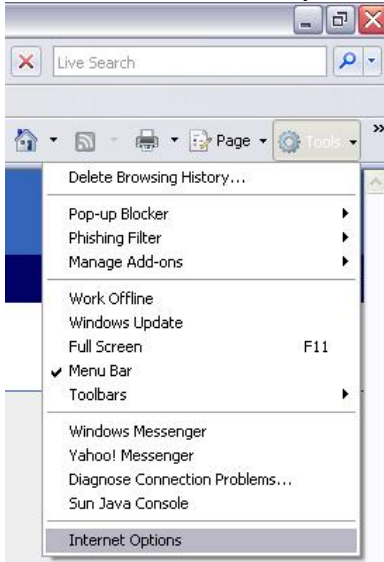 Live Search
Page Tools »
Delete Browsing History...
Pop-up Blocker
Phishing Filter
Manage Add-ons
Work Offline
Windows Update
Full Screen F11
Menu Bar
Toolbars
Windows Messenger
Yahoo! Messenger
Diagnose Connection Problems...
Sun Java Console
Internet Options